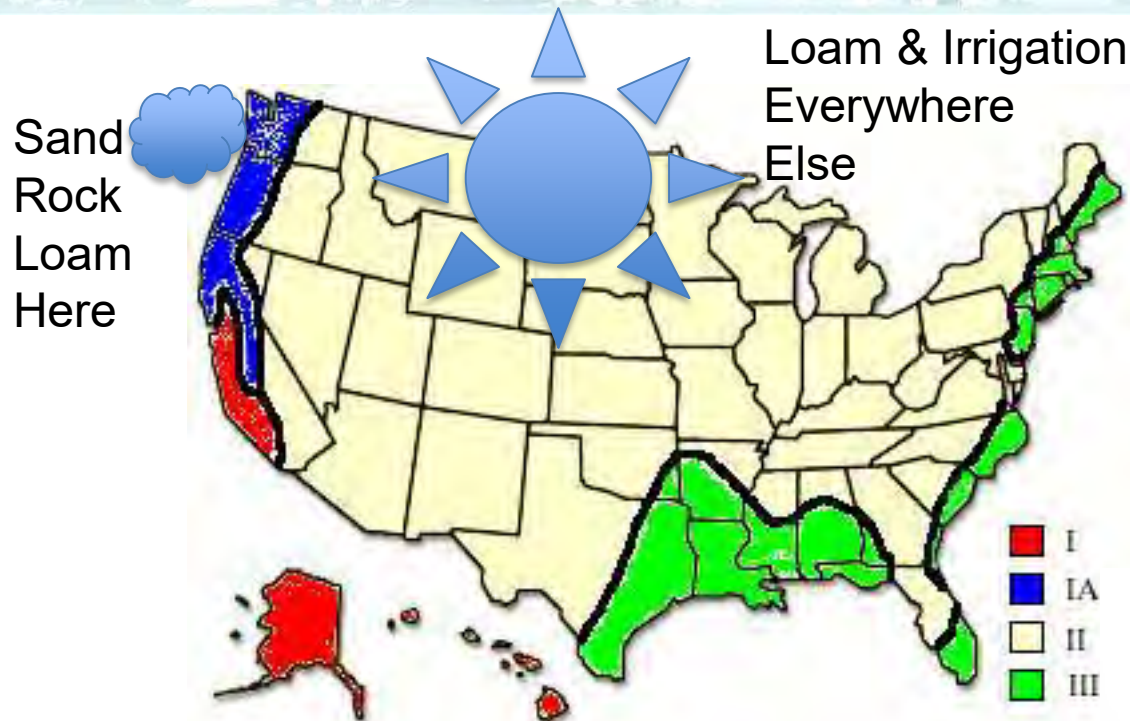 Sand
Rock
Loam
Here
Loam & Irrigation
Everywhere
Else
I
IA
II
III